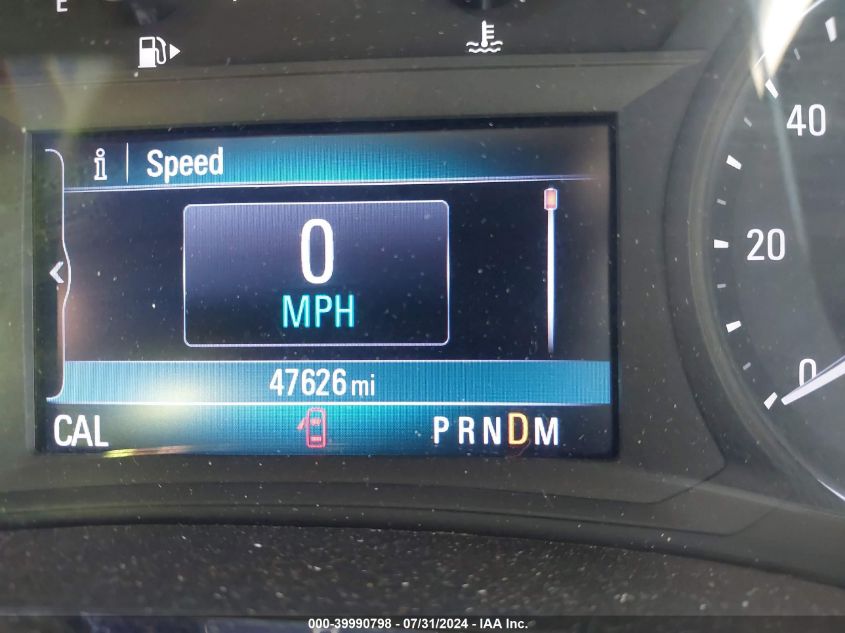 E
i Speed
40
0
MPH
20
47626 mi
0
CAL
PRNDM
000-39990798 - 07/31/2024 - IAA Inc.